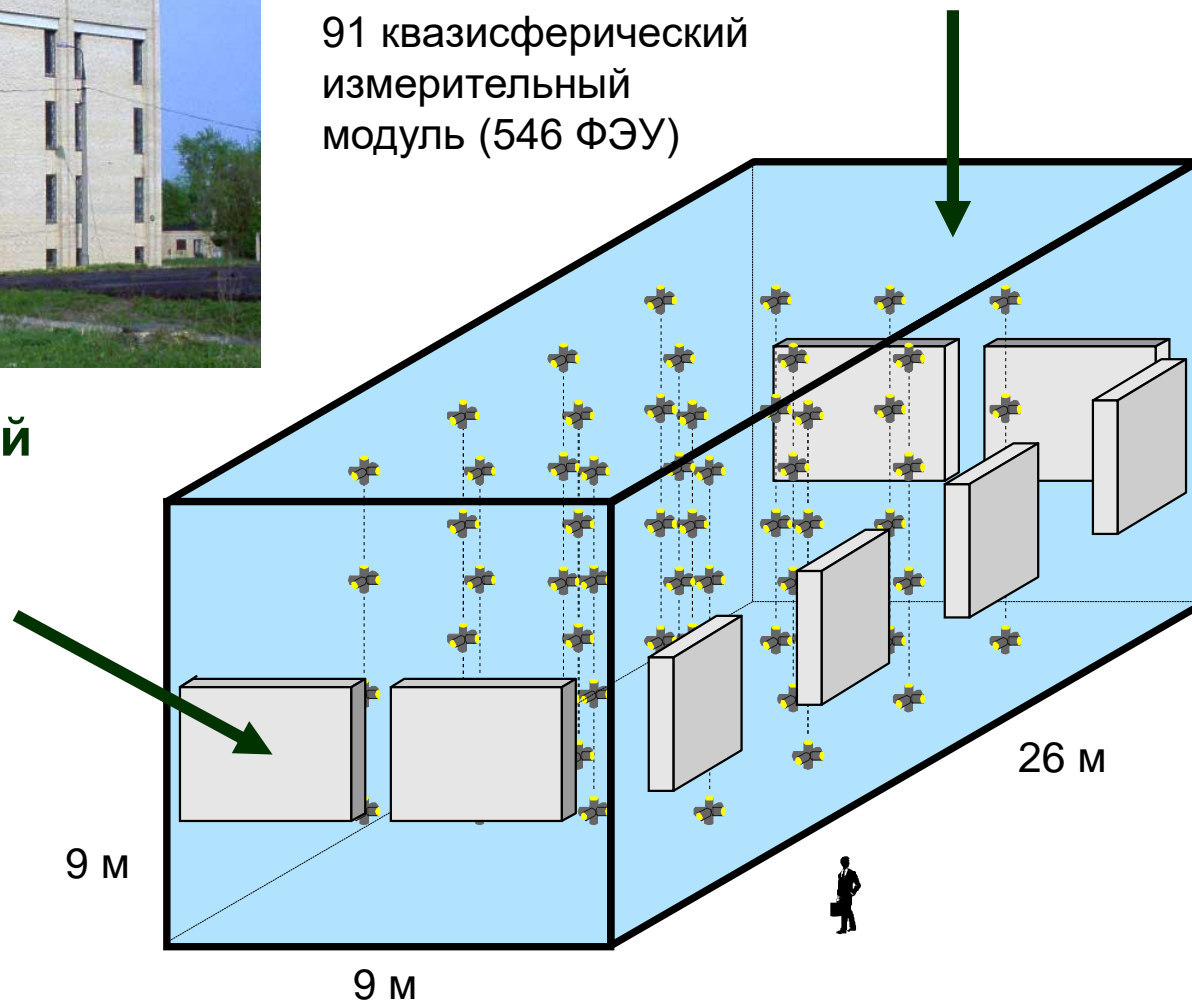 91 квазисферический
измерительный
модуль (546 ФЭУ)
й
26 м
9 м
9 м